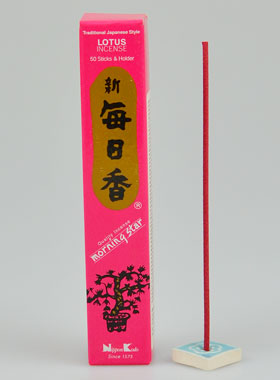 Traditional Japanese Style
LOTUS
INCENSE
50 Sticks & Holder
新
毎日香
®
Quality Incense
morning star
Nippon Kodo
Since 1575